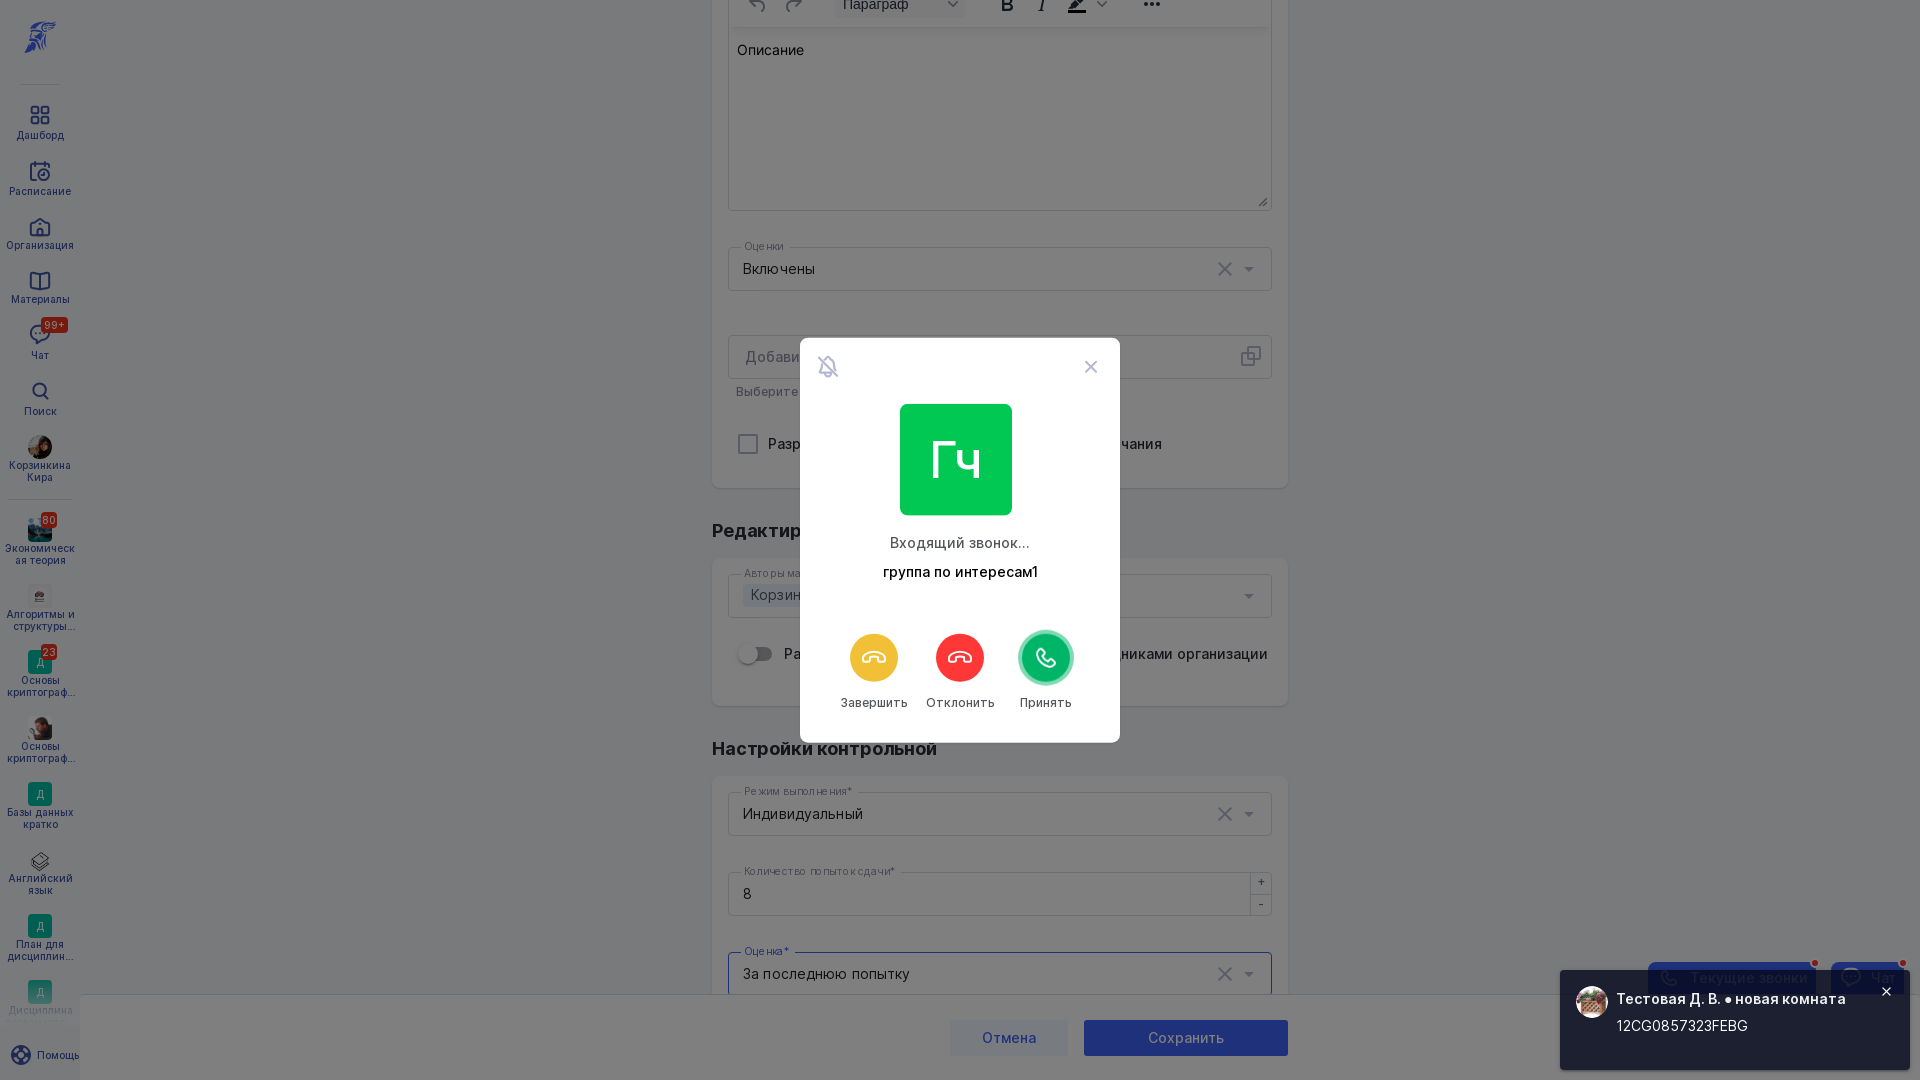 Дашборд
Расписание
Организация
Материалы
99+
Чат
Поиск
Корзинкина
Кира
80
Экономическ
ая теория
Алгоритмы и
структуры...
23
Д
Основы
криптограф...
Основы
криптограф...
Д
Базы данных
кратко
Английский
язык
Д
План для
дисциплин...
Д
Дисциплина
Помощь
Параграф
B
I
Описание
Оценки
Включены
Добави
Выберите
Разр
чания
Редактир
Авторы ма
Корзин
Ра
дниками организации
Настройки контрольной
Режим выполнения*
Индивидуальный
Количество попыток сдачи*
8
+
-
Оценка*
За последнюю попытку
Отмена
Сохранить
Гч
Входящий звонок...
группа по интересам1
Завершить
Отклонить
Принять
Текущие звонки
Чат
Тестовая Д. В. ● новая комната
12CG0857323FEBG